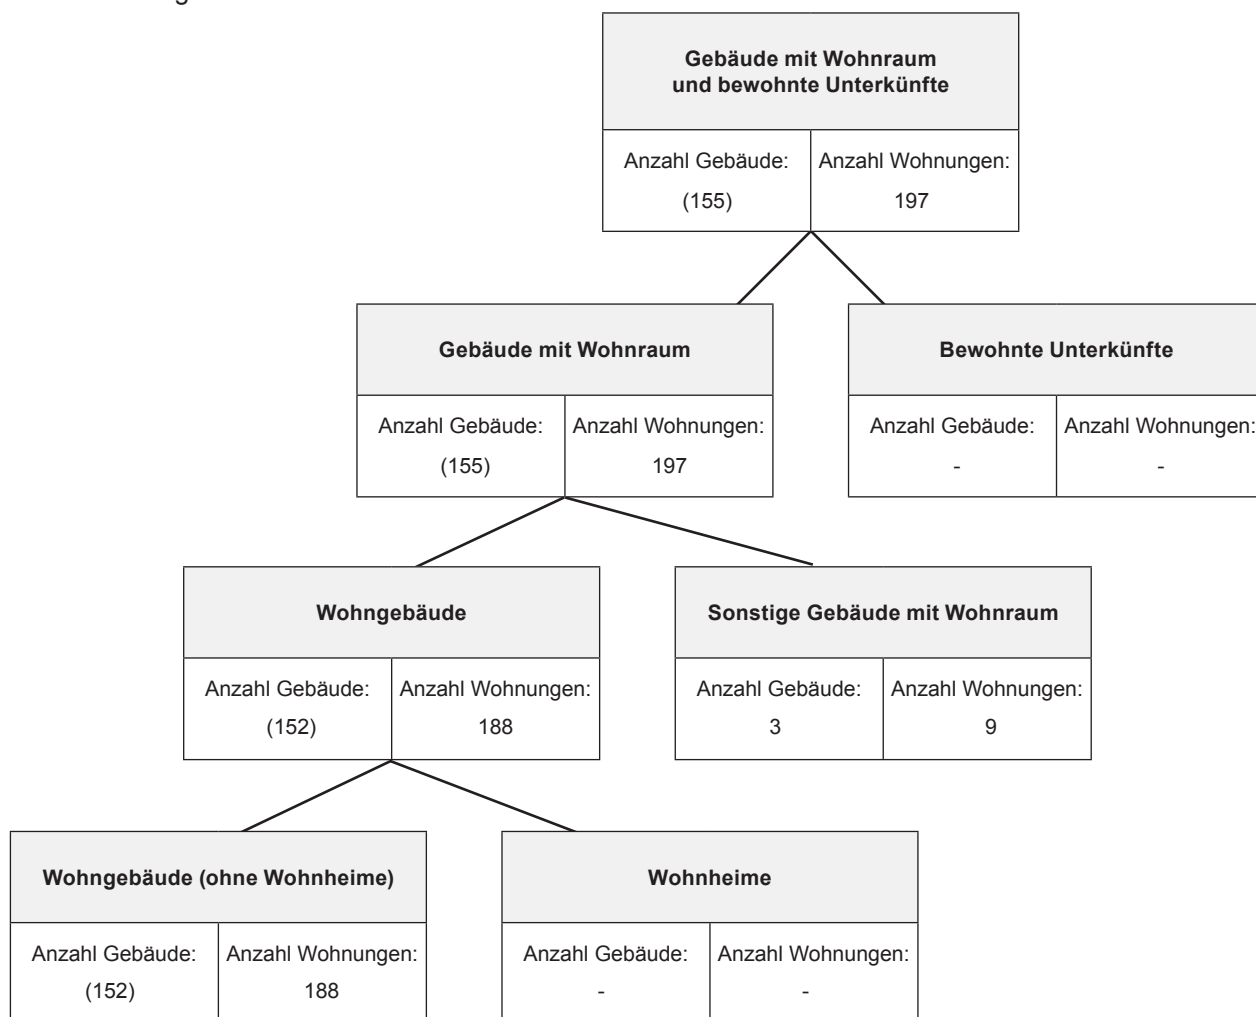 Gebäude mit Wohnraum
und bewohnte Unterkünfte
Anzahl Gebäude:
(155)
Anzahl Wohnungen:
197
Gebäude mit Wohnraum
Anzahl Gebäude:
(155)
Anzahl Wohnungen:
197
Bewohnte Unterkünfte
Anzahl Gebäude:
-
Anzahl Wohnungen:
-
Wohngebäude
Anzahl Gebäude:
(152)
Anzahl Wohnungen:
188
Sonstige Gebäude mit Wohnraum
Anzahl Gebäude:
3
Anzahl Wohnungen:
9
Wohngebäude (ohne Wohnheime)
Anzahl Gebäude:
(152)
Anzahl Wohnungen:
188
Wohnheime
Anzahl Gebäude:
-
Anzahl Wohnungen:
-